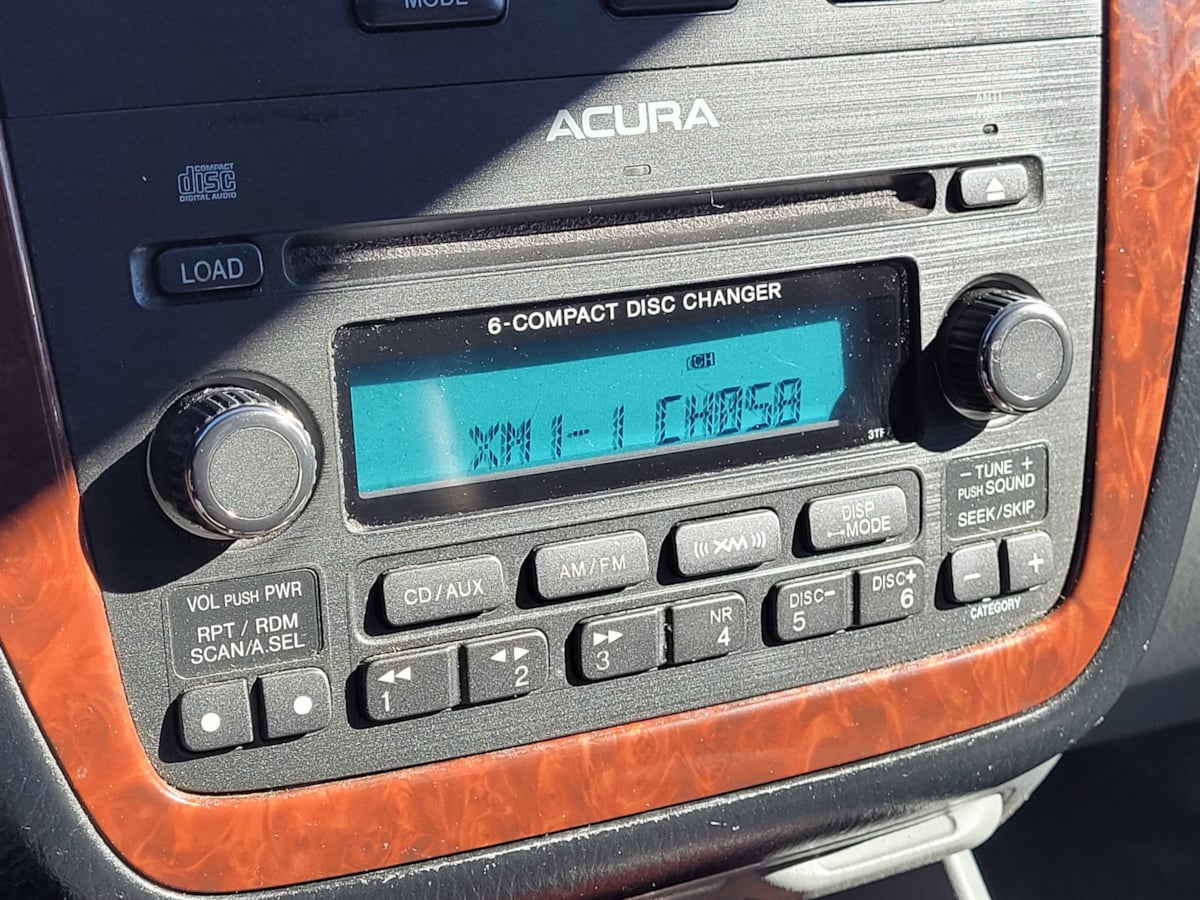 MODE
ACURA
COMPACT
disc
DIGITAL AUDIO
LOAD
6-COMPACT DISC CHANGER
CH
XM1-1 CH058
- TUNE +
PUSH SOUND
SEEK/SKIP
DISP
MODE
XM
AM/FM
CD/AUX
VOL PUSH PWR
RPT / RDM
SCAN/A.SEL
1
2
3
NR
4
DISC-
5
DISC+
6
- +
CATEGORY